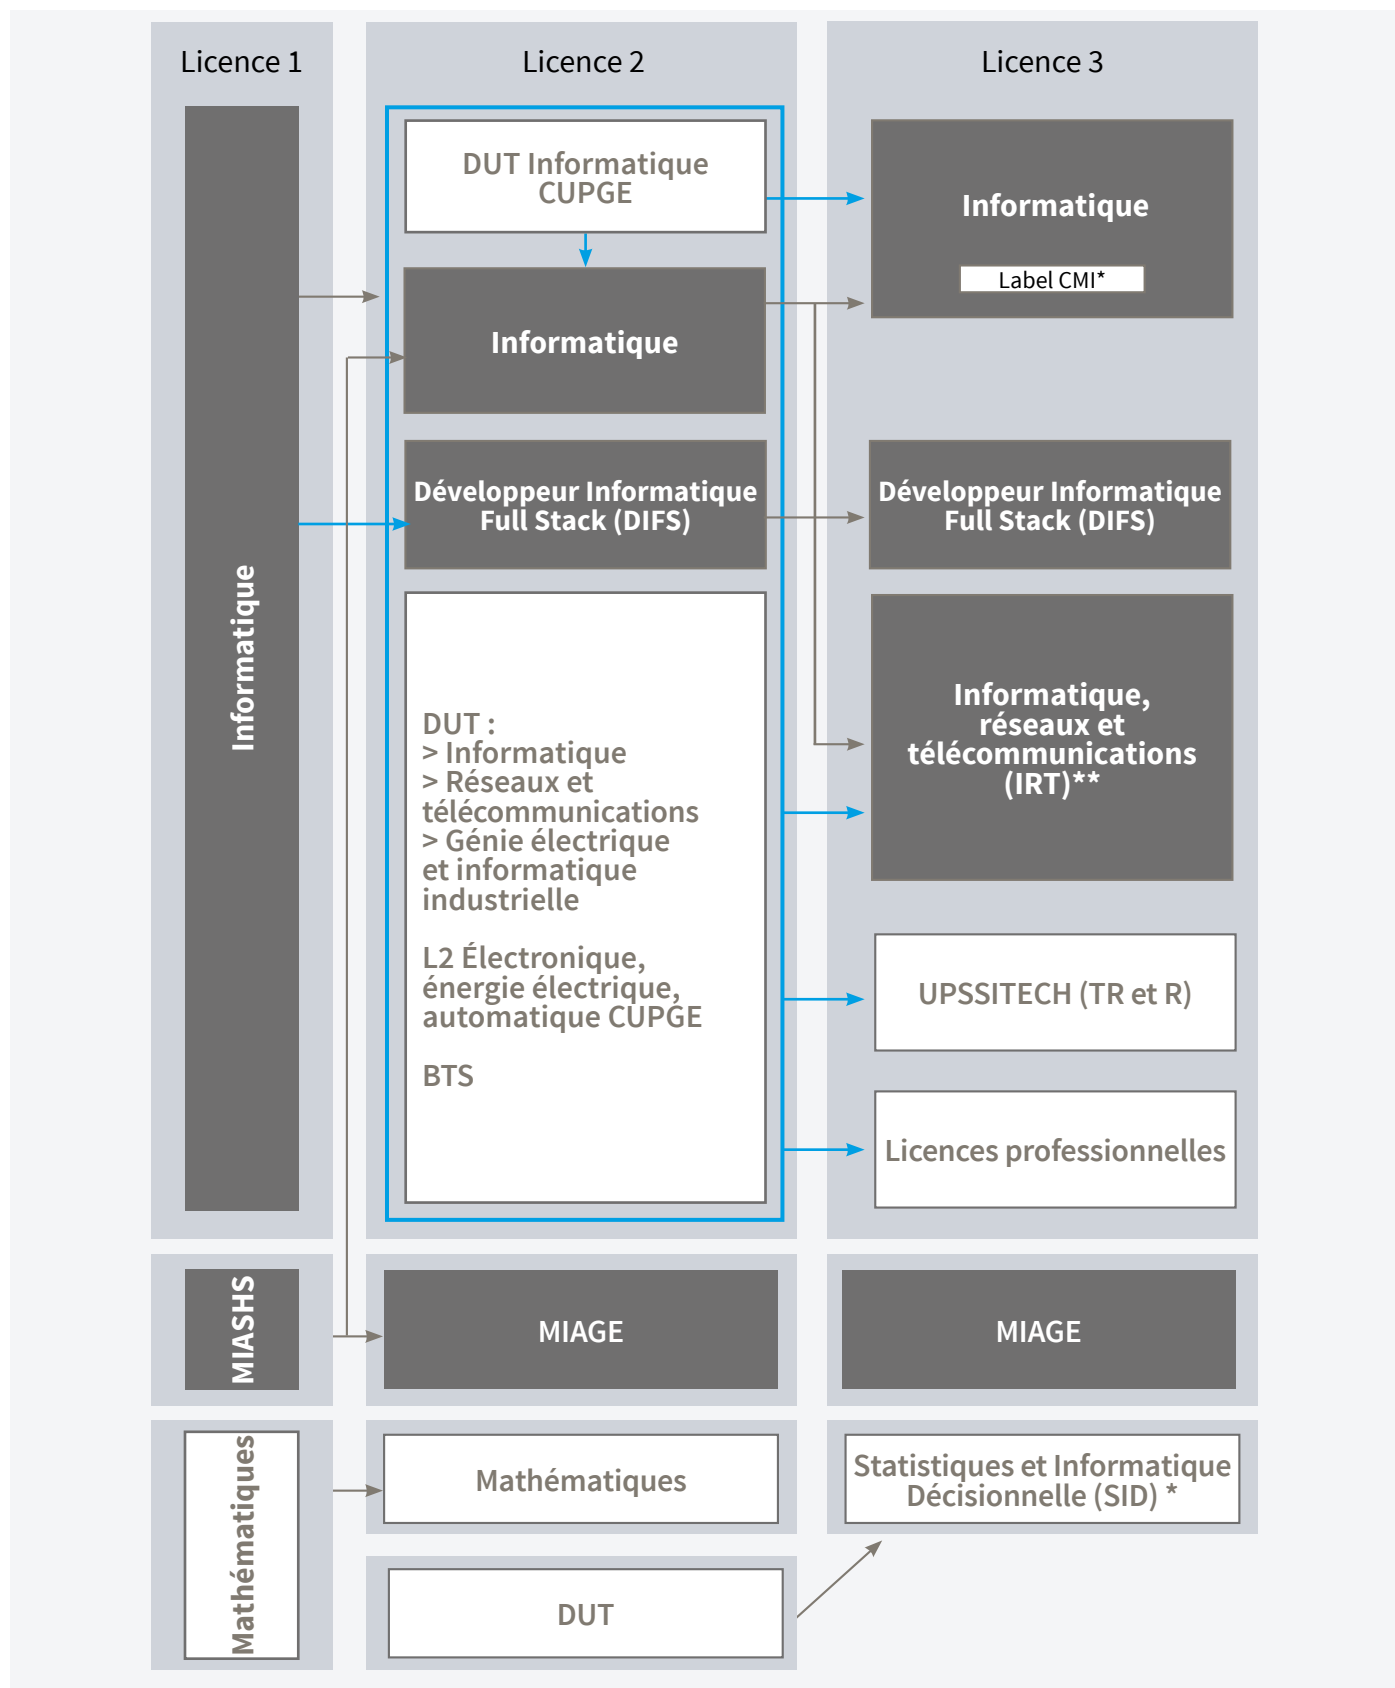 Licence 1
Licence 2
Licence 3
Informatique
DUT Informatique
CUPGE
Informatique
Développeur Informatique
Full Stack (DIFS)
DUT :
> Informatique
> Réseaux et
télécommunications
> Génie électrique
et informatique
industrielle
L2 Électronique,
énergie électrique,
automatique CUPGE
BTS
Informatique
Label CMI*
Développeur Informatique
Full Stack (DIFS)
Informatique,
réseaux et
télécommunications
(IRT)**
UPSSITECH (TR et R)
Licences professionnelles
MIASHS
MIAGE
MIAGE
Mathématiques
Mathématiques
Statistiques et Informatique
Décisionnelle (SID) *
DUT